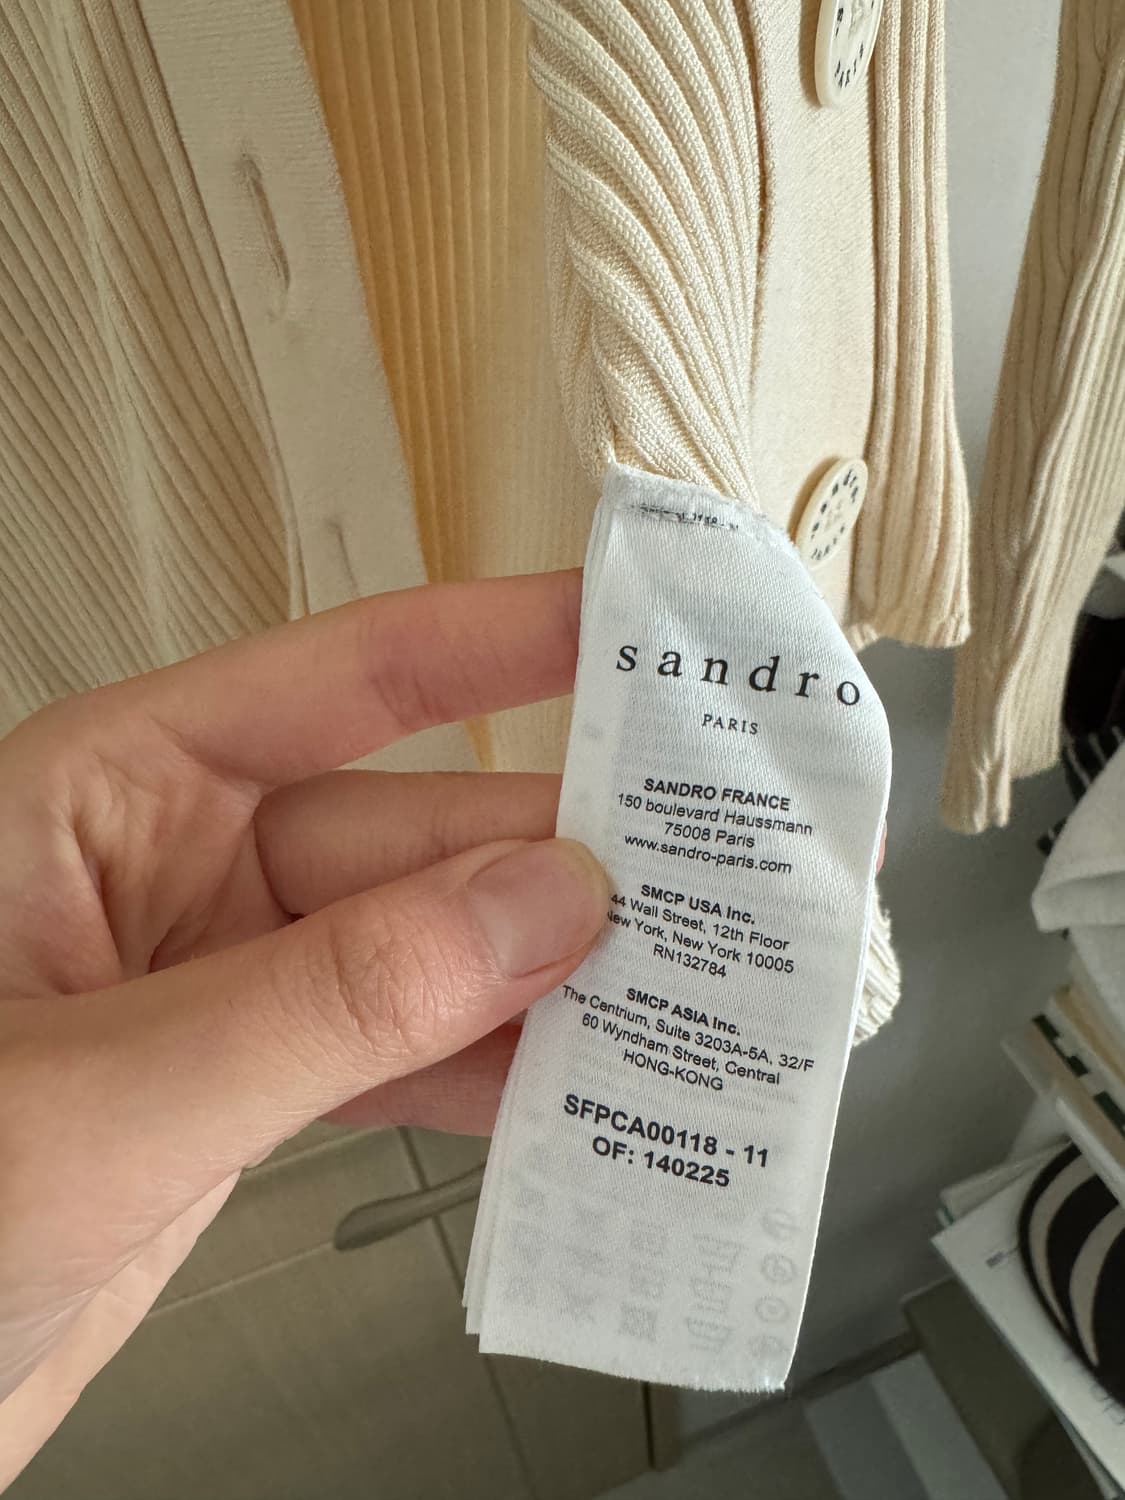 sandro
PARIS
SANDRO FRANCE
150 boulevard Haussmann
75008 Paris
www.sandro-paris.com
SMCP USA Inc.
44 Wall Street, 12th Floor
New York, New York 10005
RN132784
SMCP ASIA Inc.
The Centrium, Suite 3203A-5A, 32/F
60 Wyndham Street, Central
HONG-KONG
SFPCA00118 - 11
OF: 140225